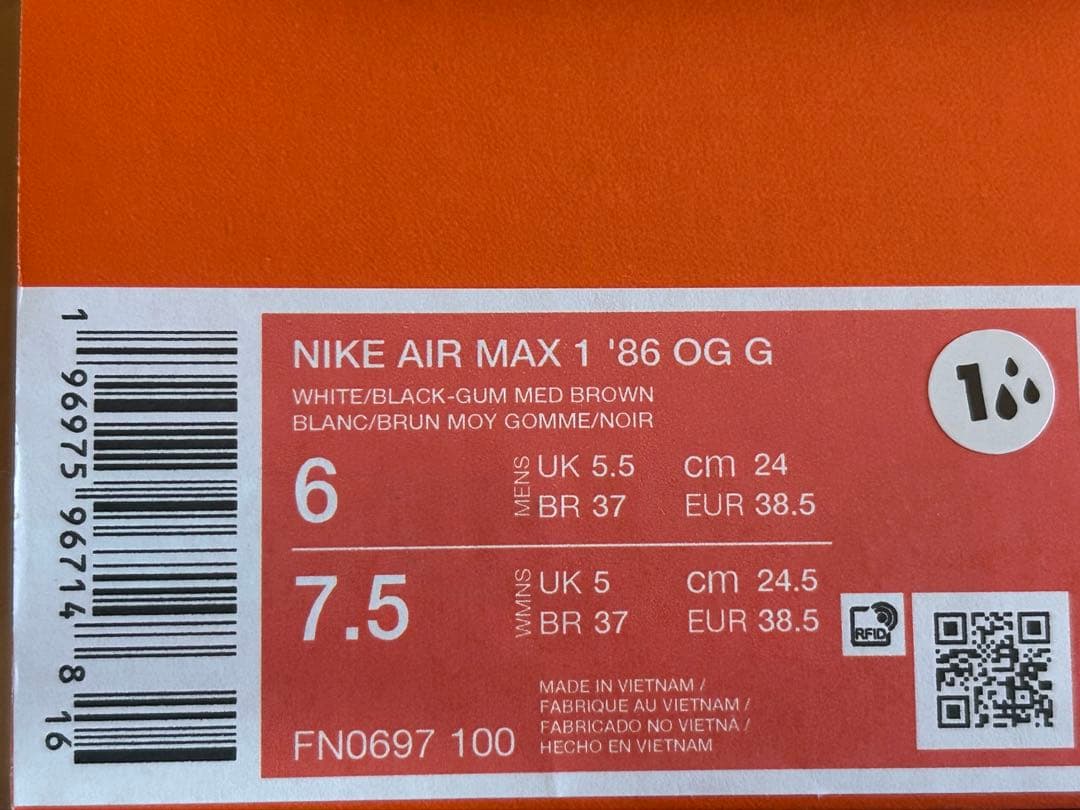 NIKE AIR MAX 1 '86 OG G
WHITE/BLACK-GUM MED BROWN
BLANC/BRUN MOY GOMME/NOIR
6
MENS
UK 5.5 cm 24
BR 37 EUR 38.5
7.5
WMNS
UK 5 cm 24.5
BR 37 EUR 38.5
RFID
MADE IN VIETNAM /
FABRIQUE AU VIETNAM /
FABRICADO NO VIETNÃ /
HECHO EN VIETNAM
FN0697 100
1 96975 96714 8 16
10